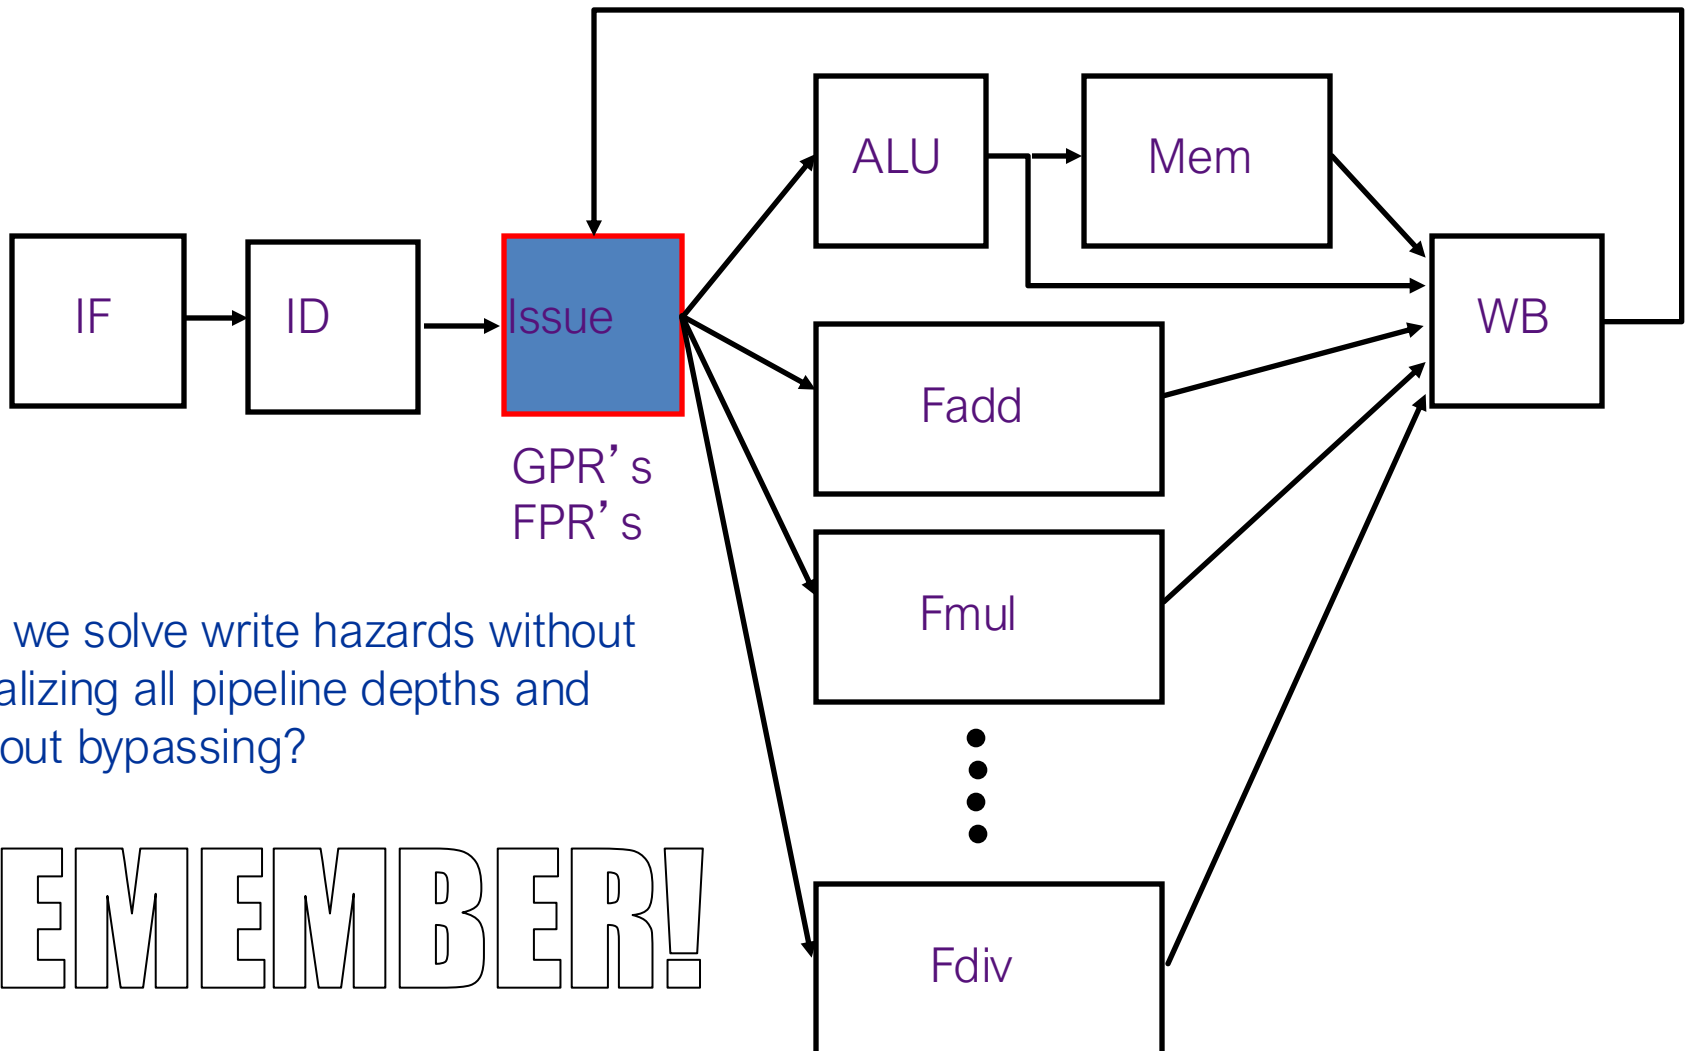 IF
ID
Issue
ALU
Mem
WB
GPR’s
FPR’s
Fadd
Fmul
Fdiv
we solve write hazards without
alizing all pipeline depths and
out bypassing?
EMEMBER!